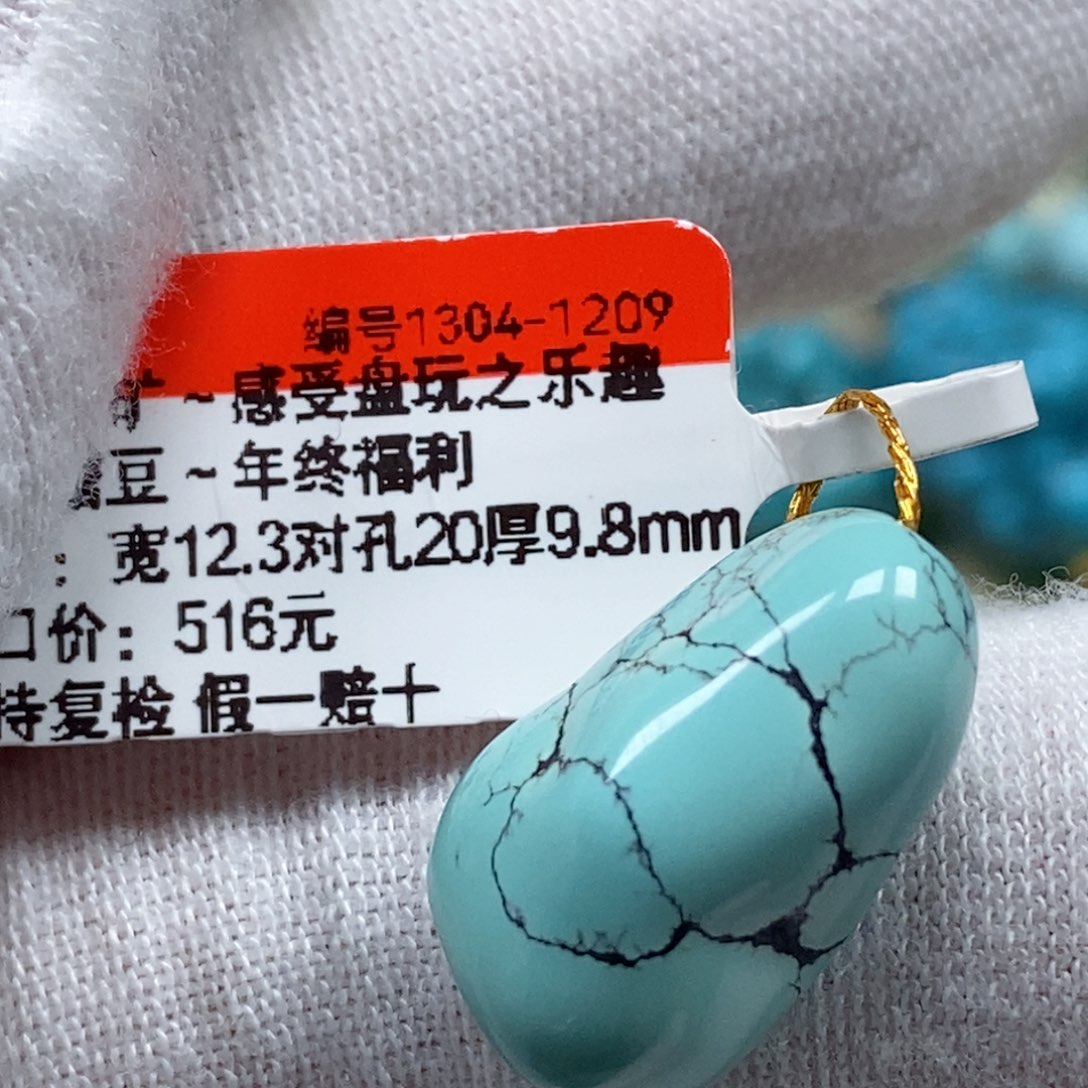 编号1304-1209
~感受盘玩之乐趣
豆~年终福利
：宽12.3对孔20厚9.8mm
口价：516元
持复检 假一赔十